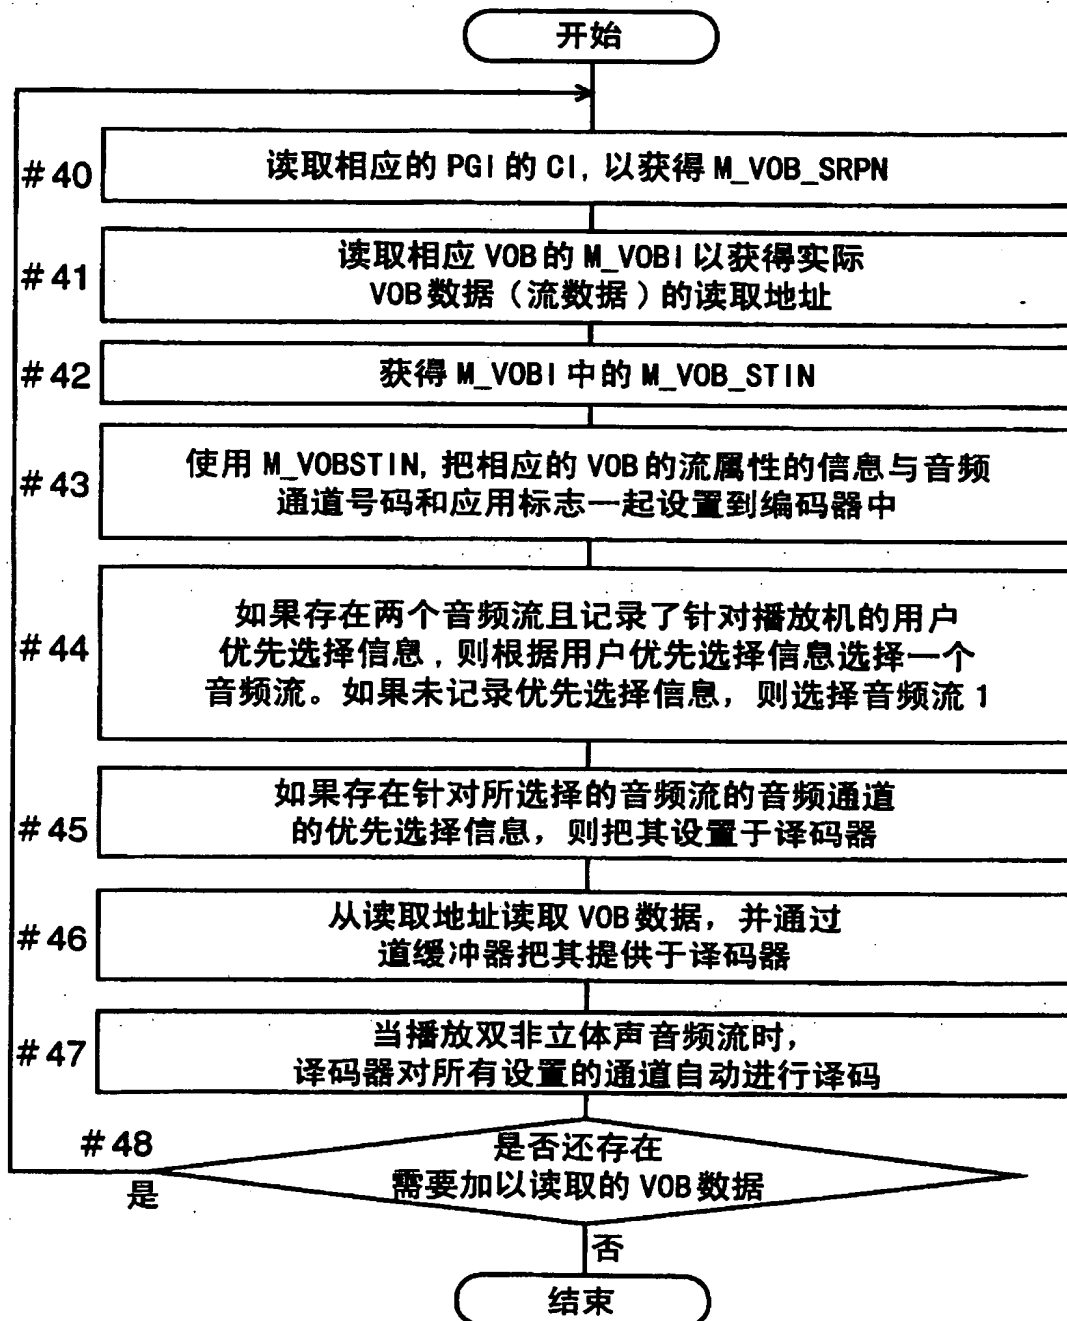 开始
#40
读取相应的 PGI 的 CI, 以获得 M_VOB_SRPN
#41
读取相应 VOB 的 M_VOBI 以获得实际
VOB 数据（流数据）的读取地址
#42
获得 M_VOBI 中的 M_VOB_STIN
#43
使用 M_VOBSTIN, 把相应的 VOB 的流属性的信息与音频
通道号码和应用标志一起设置到编码器中
#44
如果存在两个音频流且记录了针对播放机的用户
优先选择信息，则根据用户优先选择信息选择一个
音频流。如果未记录优先选择信息，则选择音频流 1
#45
如果存在针对所选择的音频流的音频通道
的优先选择信息，则把其设置于译码器
#46
从读取地址读取 VOB 数据，并通过
道缓冲器把其提供于译码器
#47
当播放双非立体声音频流时，
译码器对所有设置的通道自动进行译码
#48
是否还存在
需要加以读取的 VOB 数据
是
否
结束